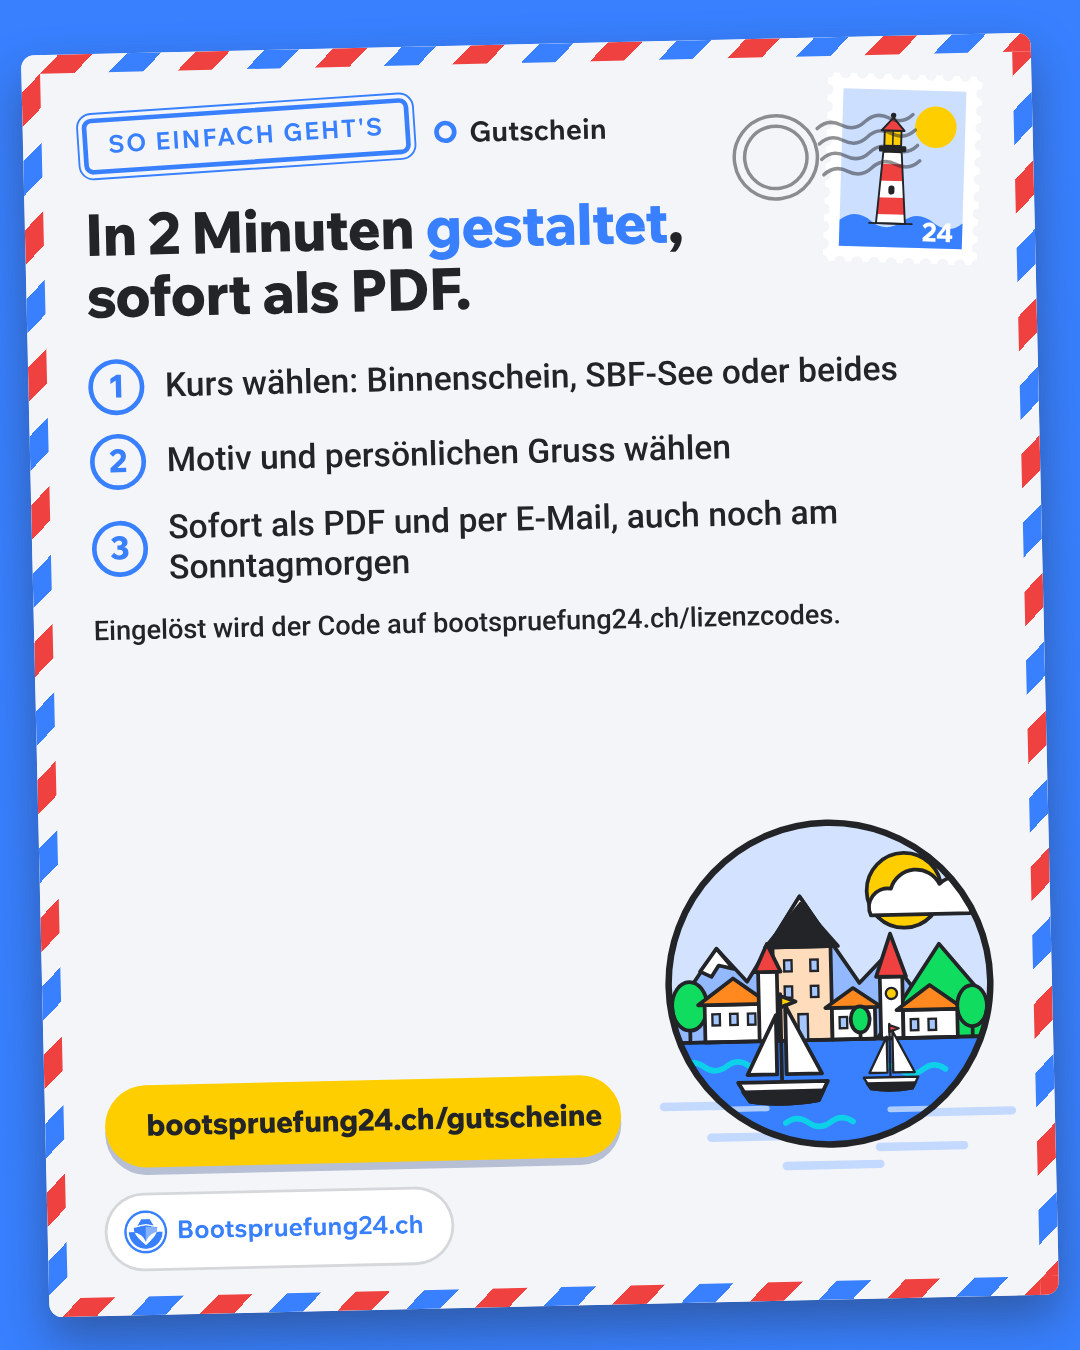 SO EINFACH GEHT'S
Gutschein
24
In 2 Minuten gestaltet,
sofort als PDF.
1 Kurs wählen: Binnenschein, SBF-See oder beides
2 Motiv und persönlichen Gruss wählen
3 Sofort als PDF und per E-Mail, auch noch am
Sonntagmorgen
Eingelöst wird der Code auf bootspruefung24.ch/lizenzcodes.
bootspruefung24.ch/gutscheine
Bootspruefung24.ch